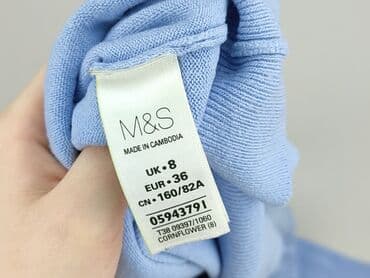 M&S
MADE IN CAMBODIA
UK • 8
EUR • 36
CN • 160/82A
05943791
T38 09397/1060
CORNFLOWER (8)